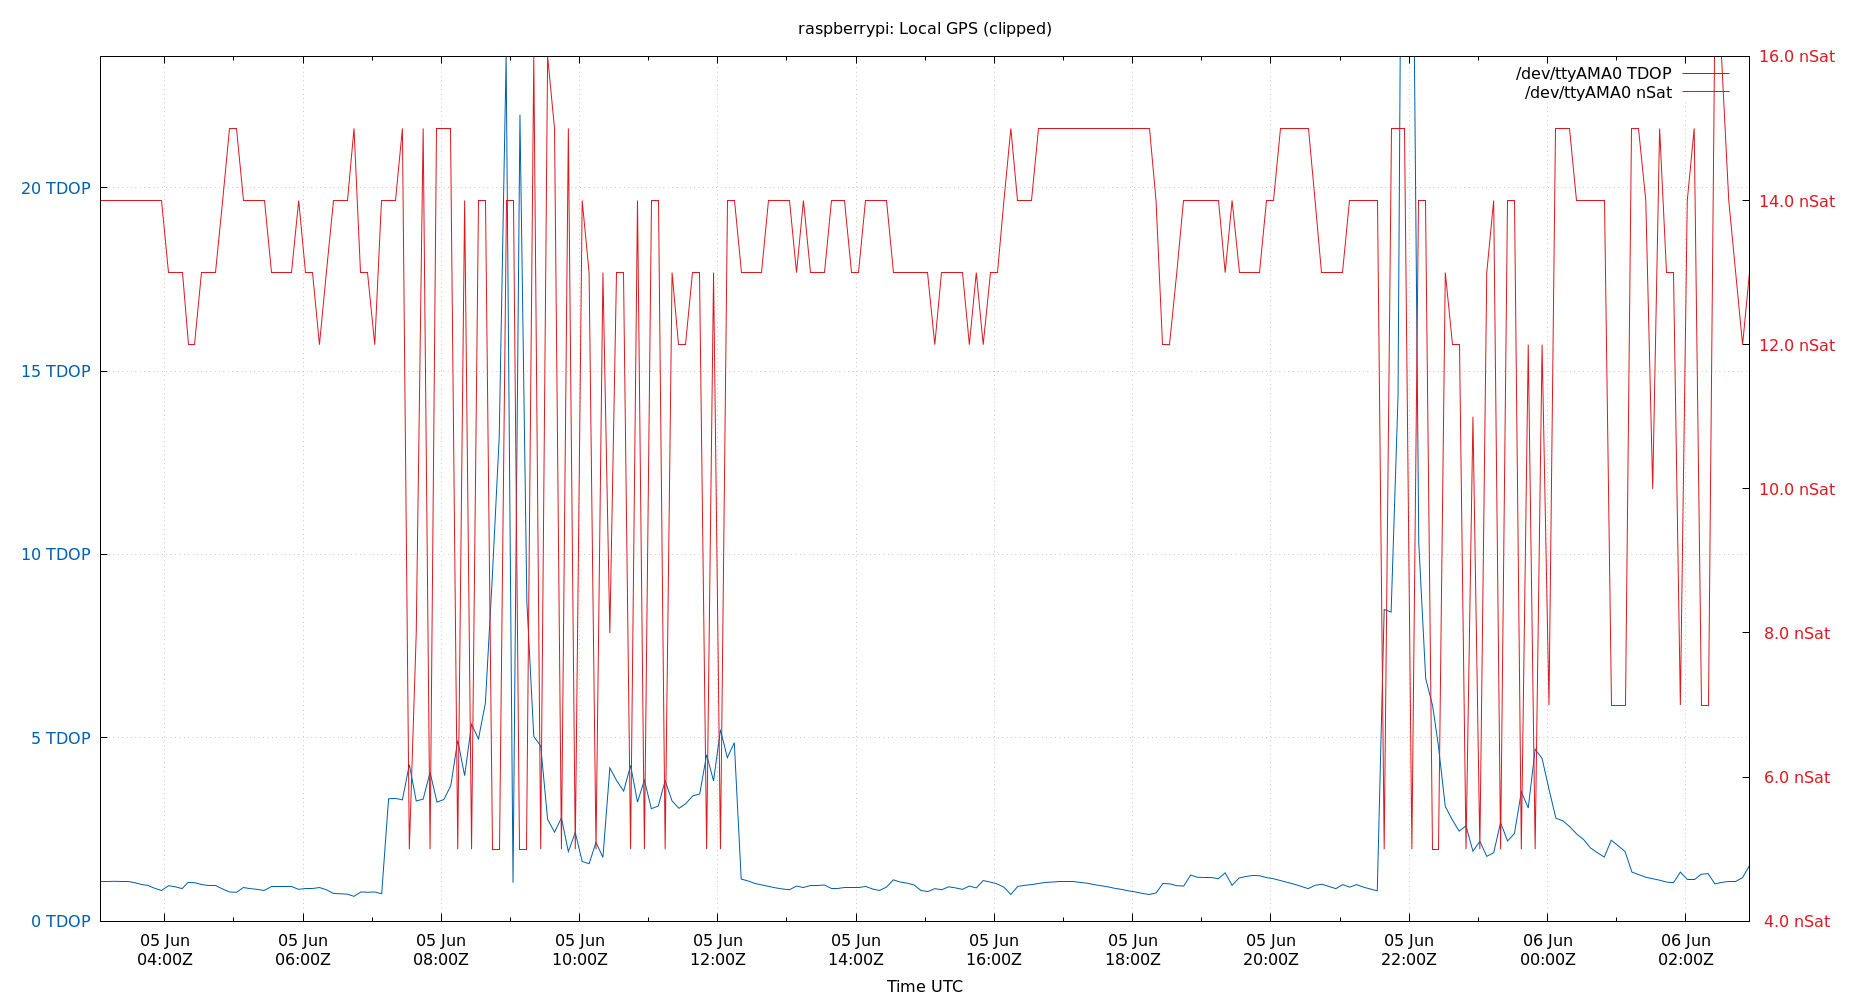 raspberrypi: Local GPS (clipped)
/dev/ttyAMA0 TDOP
/dev/ttyAMA0 nSat
20 TDOP
15 TDOP
10 TDOP
5 TDOP
0 TDOP
16.0 nSat
14.0 nSat
12.0 nSat
10.0 nSat
8.0 nSat
6.0 nSat
4.0 nSat
05 Jun 05 Jun 05 Jun 05 Jun 05 Jun 05 Jun 05 Jun 05 Jun 05 Jun 05 Jun 06 Jun 06 Jun
04:00Z 06:00Z 08:00Z 10:00Z 12:00Z 14:00Z 16:00Z 18:00Z 20:00Z 22:00Z 00:00Z 02:00Z
Time UTC